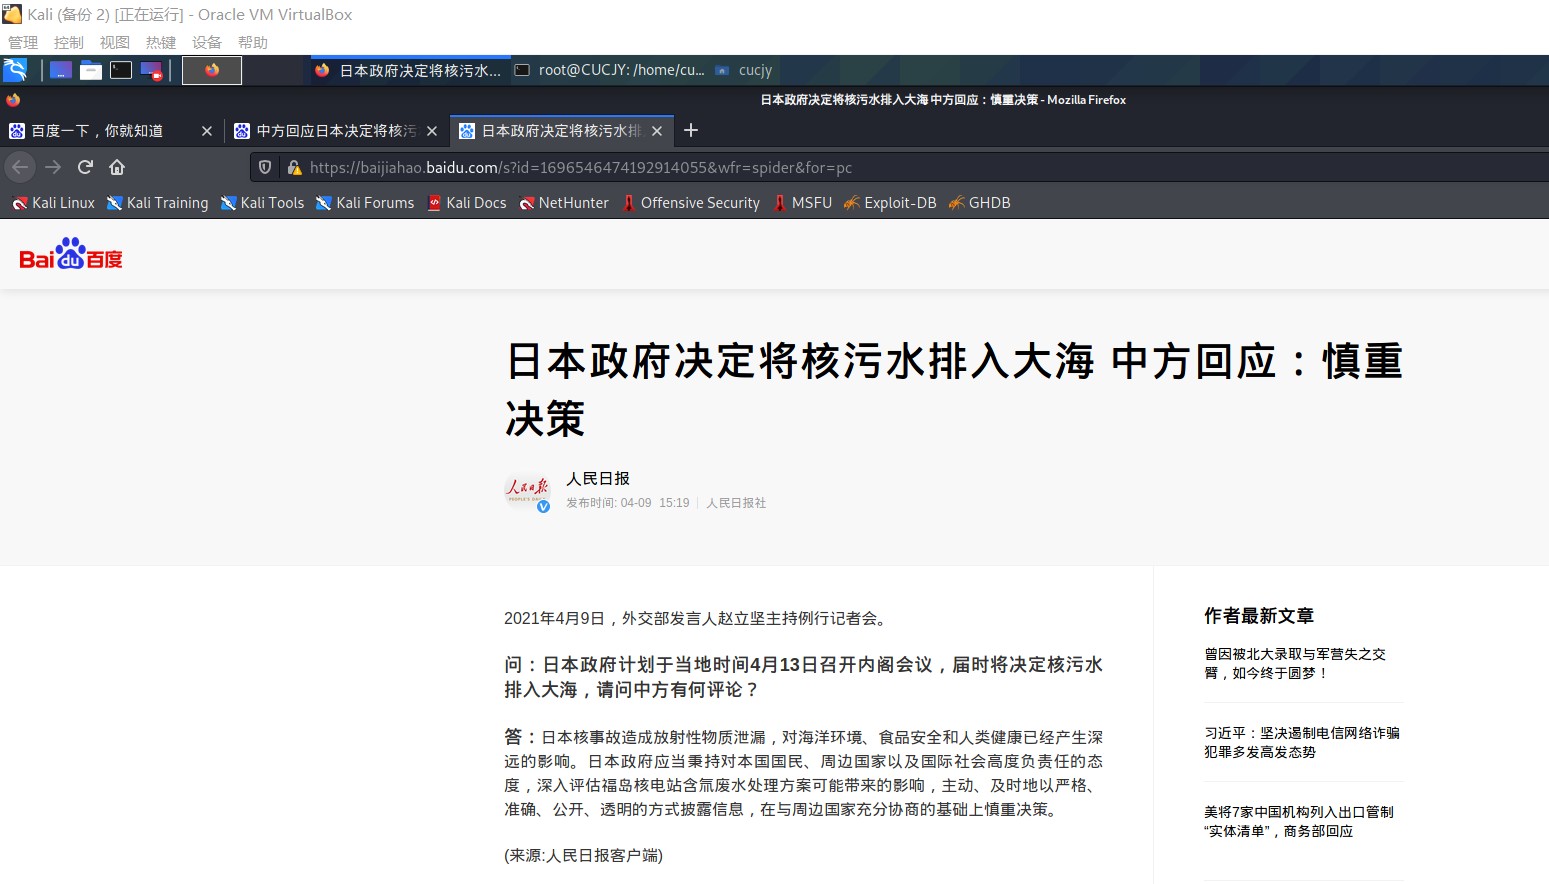 Kali (备份 2) [正在运行] - Oracle VM VirtualBox
管理 控制 视图 热键 设备 帮助
日本政府决定将核污水... root@CUCJY: /home/cu... cucjy
日本政府决定将核污水排入大海 中方回应：慎重决策 - Mozilla Firefox
百度一下，你就知道 中方回应日本决定将核污 日本政府决定将核污水排
https://baijiahao.baidu.com/s?id=1696546474192914055&wfr=spider&for=pc
Kali Linux Kali Training Kali Tools Kali Forums Kali Docs NetHunter Offensive Security MSFU Exploit-DB GHDB
Bai du 百度
日本政府决定将核污水排入大海 中方回应：慎重
决策
人民日报
人民日报
PEOPLE'S DAILY
发布时间: 04-09 15:19 人民日报社
2021年4月9日，外交部发言人赵立坚主持例行记者会。
问：日本政府计划于当地时间4月13日召开内阁会议，届时将决定核污水
排入大海，请问中方有何评论？
答：日本核事故造成放射性物质泄漏，对海洋环境、食品安全和人类健康已经产生深
远的影响。日本政府应当秉持对本国国民、周边国家以及国际社会高度负责任的态
度，深入评估福岛核电站含氚废水处理方案可能带来的影响，主动、及时地以严格、
准确、公开、透明的方式披露信息，在与周边国家充分协商的基础上慎重决策。
(来源:人民日报客户端)
作者最新文章
曾因被北大录取与军营失之交
臂，如今终于圆梦！
习近平：坚决遏制电信网络诈骗
犯罪多发高发态势
美将7家中国机构列入出口管制
“实体清单”，商务部回应